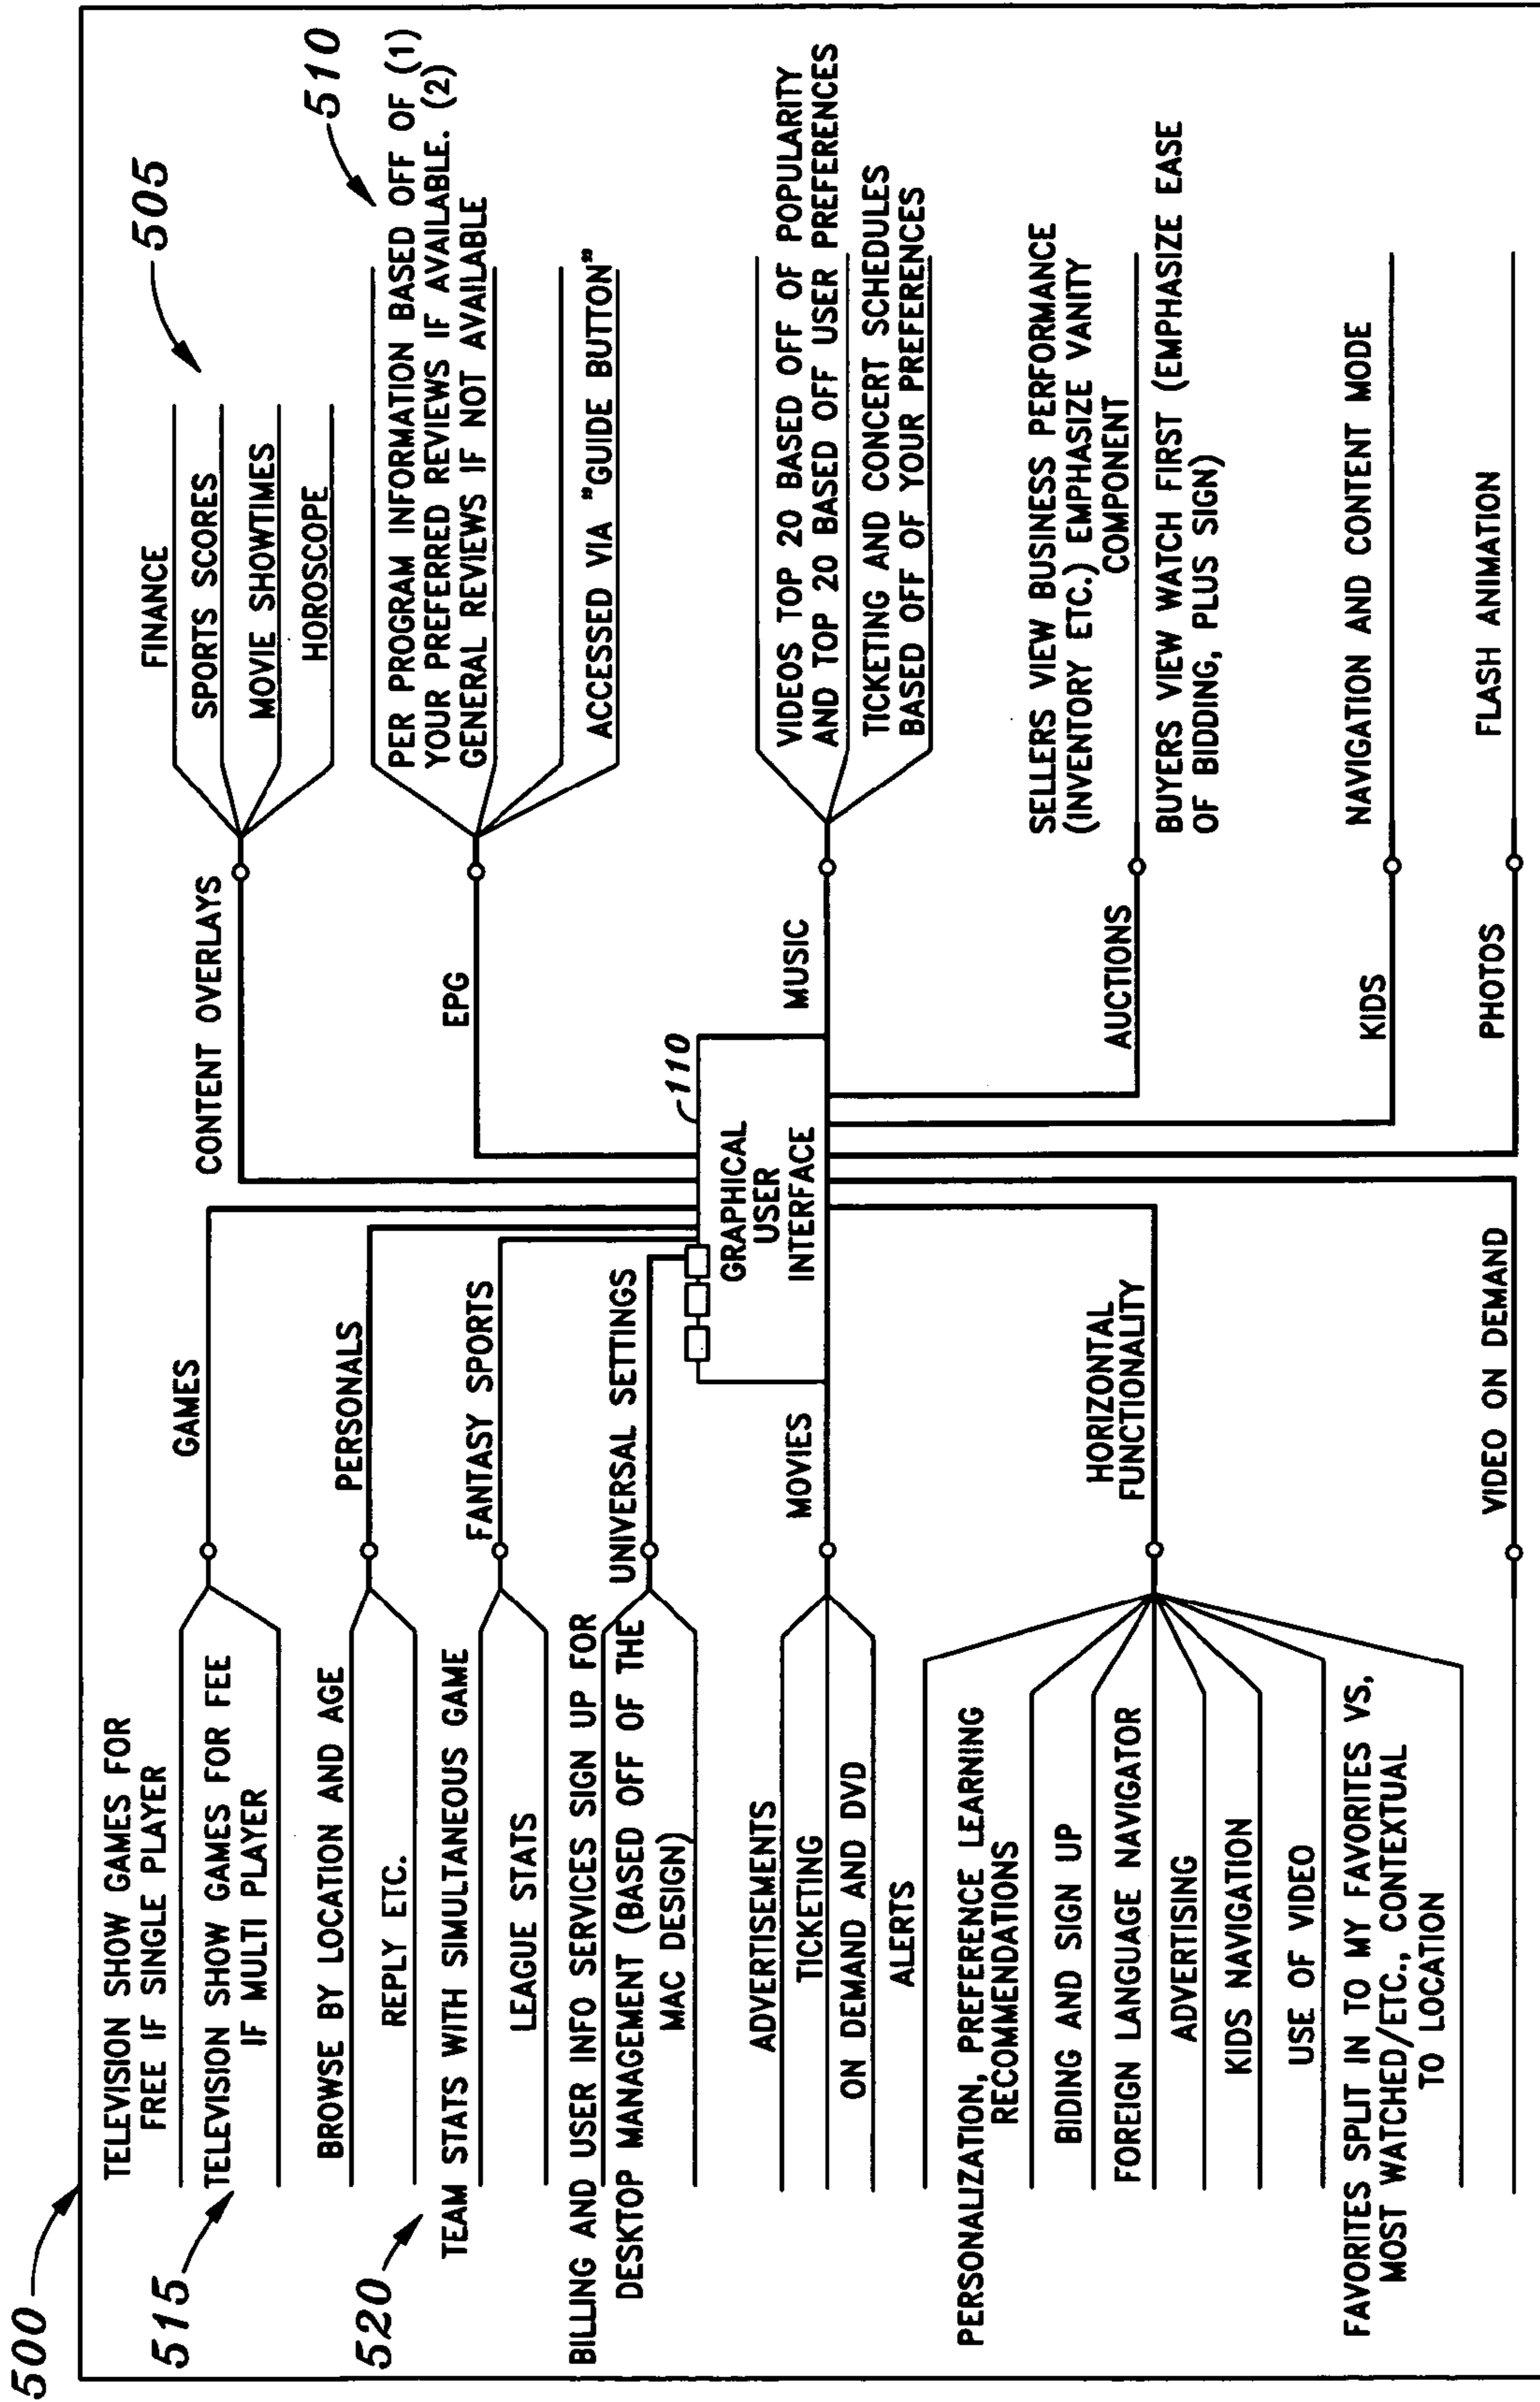 500
TELEVISION SHOW GAMES FOR
FREE IF SINGLE PLAYER
515
TELEVISION SHOW GAMES FOR FEE
IF MULTI PLAYER
GAMES
BROWSE BY LOCATION AND AGE
REPLY ETC.
PERSONALS
520
TEAM STATS WITH SIMULTANEOUS GAME
LEAGUE STATS
FANTASY SPORTS
BILLING AND USER INFO SERVICES SIGN UP FOR
DESKTOP MANAGEMENT (BASED OFF OF THE
MAC DESIGN)
UNIVERSAL SETTINGS
ADVERTISEMENTS
TICKETING
ON DEMAND AND DVD
MOVIES
ALERTS
PERSONALIZATION, PREFERENCE LEARNING
RECOMMENDATIONS
BIDING AND SIGN UP
FOREIGN LANGUAGE NAVIGATOR
ADVERTISING
KIDS NAVIGATION
USE OF VIDEO
FAVORITES SPLIT IN TO MY FAVORITES VS,
MOST WATCHED/ETC., CONTEXTUAL
TO LOCATION
HORIZONTAL
FUNCTIONALITY
VIDEO ON DEMAND
GRAPHICAL
USER
INTERFACE
110
CONTENT OVERLAYS
FINANCE
SPORTS SCORES
MOVIE SHOWTIMES
HOROSCOPE
505
EPG
PER PROGRAM INFORMATION BASED OFF OF (1)
YOUR PREFERRED REVIEWS IF AVAILABLE. (2)
GENERAL REVIEWS IF NOT AVAILABLE
510
ACCESSED VIA "GUIDE BUTTON"
MUSIC
VIDEOS TOP 20 BASED OFF OF POPULARITY
AND TOP 20 BASED OFF USER PREFERENCES
TICKETING AND CONCERT SCHEDULES
BASED OFF OF YOUR PREFERENCES
AUCTIONS
SELLERS VIEW BUSINESS PERFORMANCE
(INVENTORY ETC.) EMPHASIZE VANITY
COMPONENT
BUYERS VIEW WATCH FIRST (EMPHASIZE EASE
OF BIDDING, PLUS SIGN)
KIDS
NAVIGATION AND CONTENT MODE
PHOTOS
FLASH ANIMATION